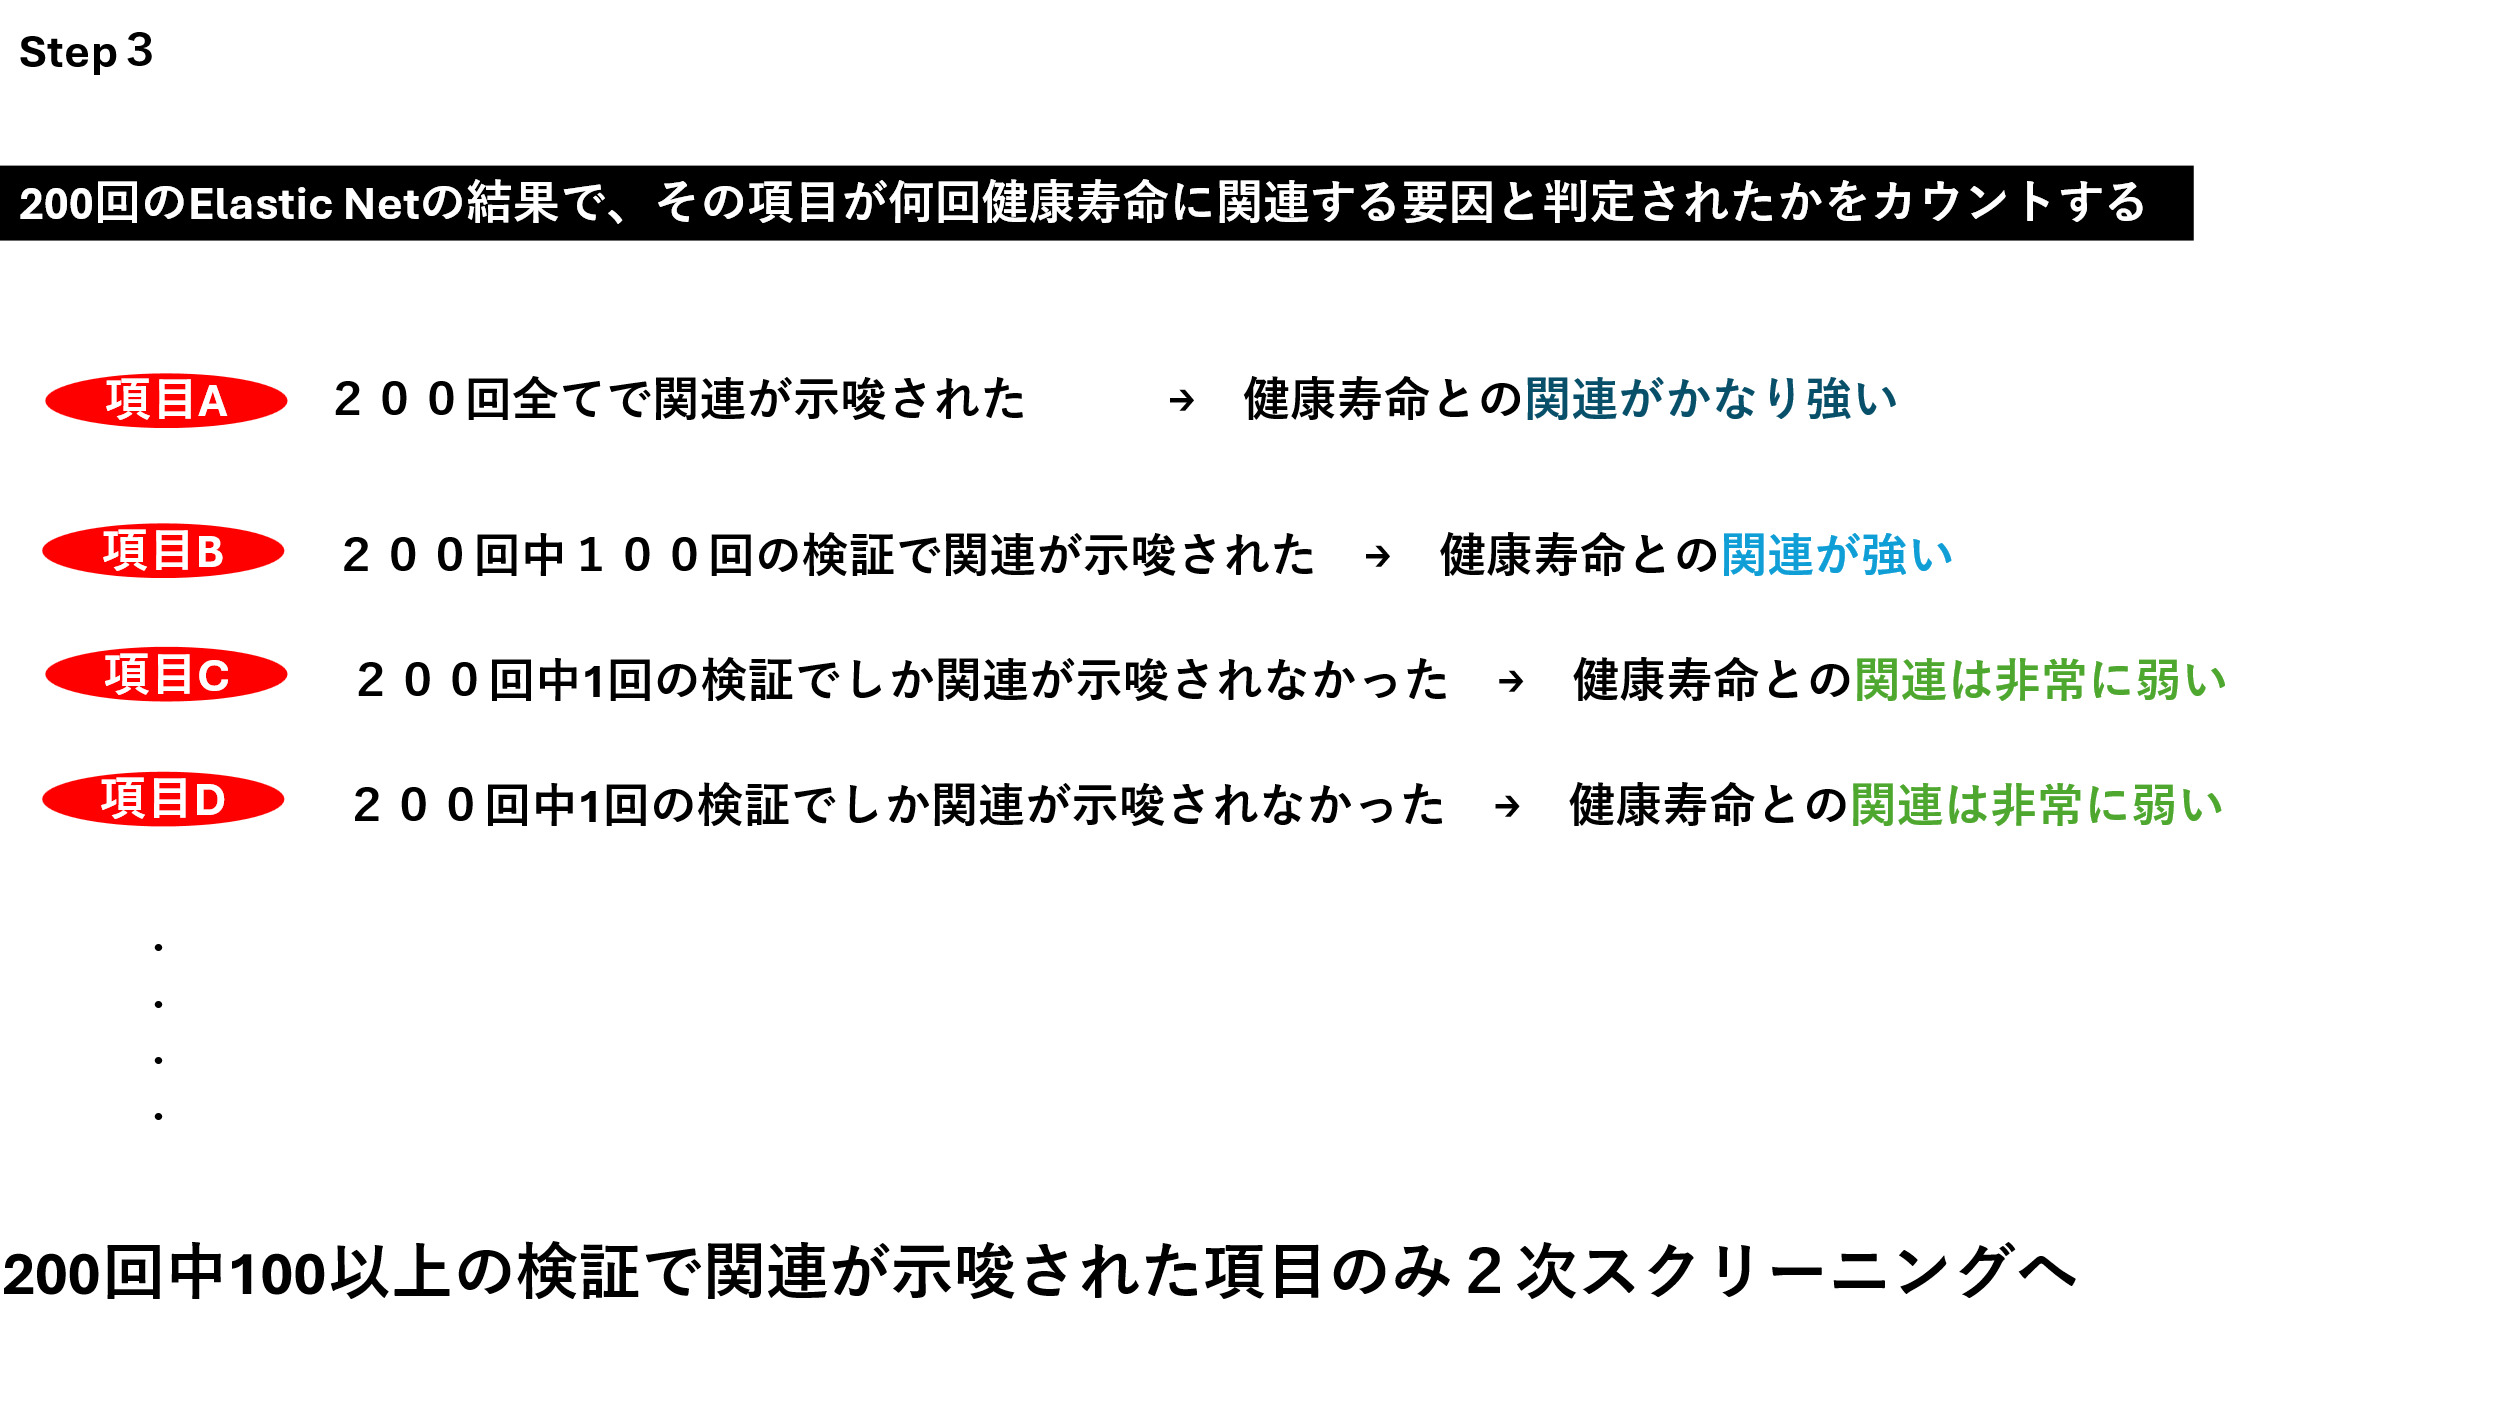 Step３
200回のElastic Netの結果で、その項目が何回健康寿命に関連する要因と判定されたかをカウントする
項目A　２００回全てで関連が示唆された　→　健康寿命との関連がかなり強い
項目B　２００回中１００回の検証で関連が示唆された　→　健康寿命との関連が強い
項目C　２００回中1回の検証でしか関連が示唆されなかった　→　健康寿命との関連は非常に弱い
項目D　２００回中1回の検証でしか関連が示唆されなかった　→　健康寿命との関連は非常に弱い
・
・
・
・
200回中100以上の検証で関連が示唆された項目のみ２次スクリーニングへ